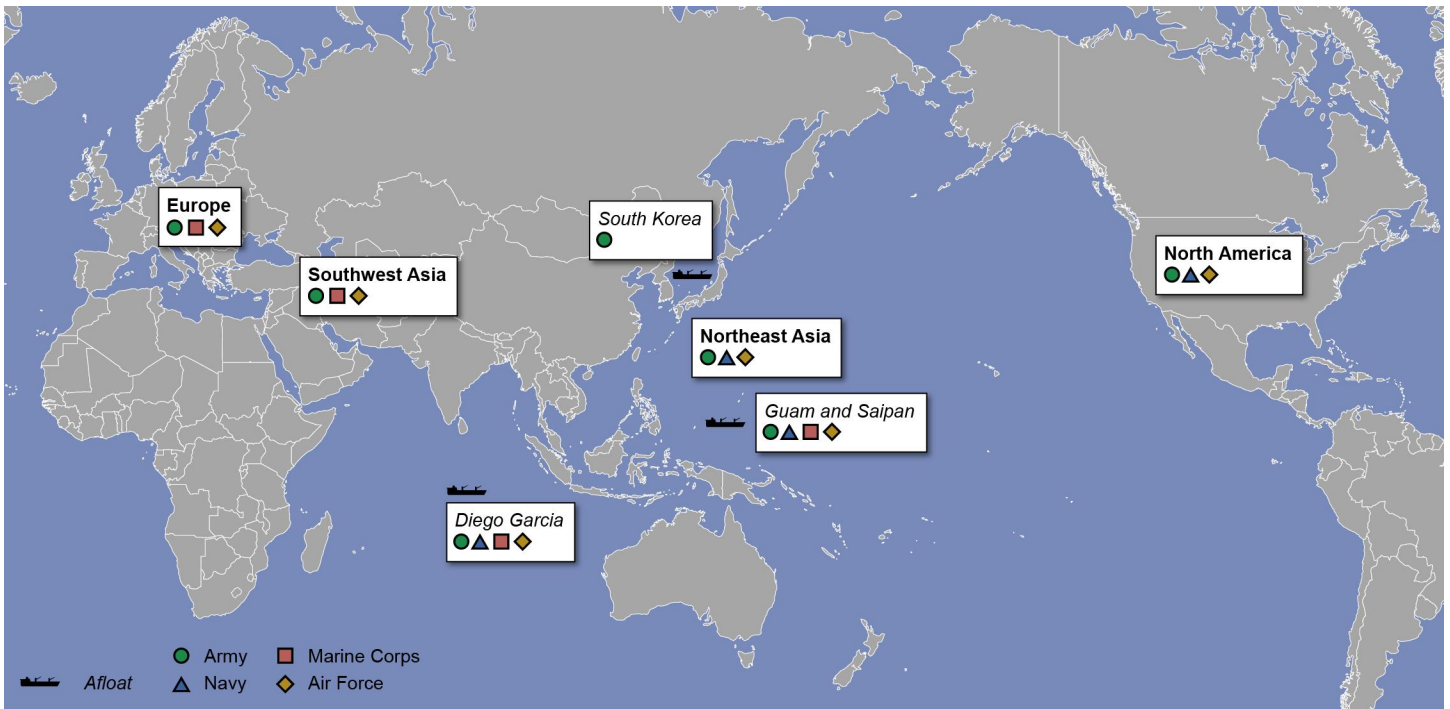 Europe
South Korea
North America
Southwest Asia
Northeast Asia
Guam and Saipan
Diego Garcia
Army
Marine Corps
Afloat
Navy
Air Force